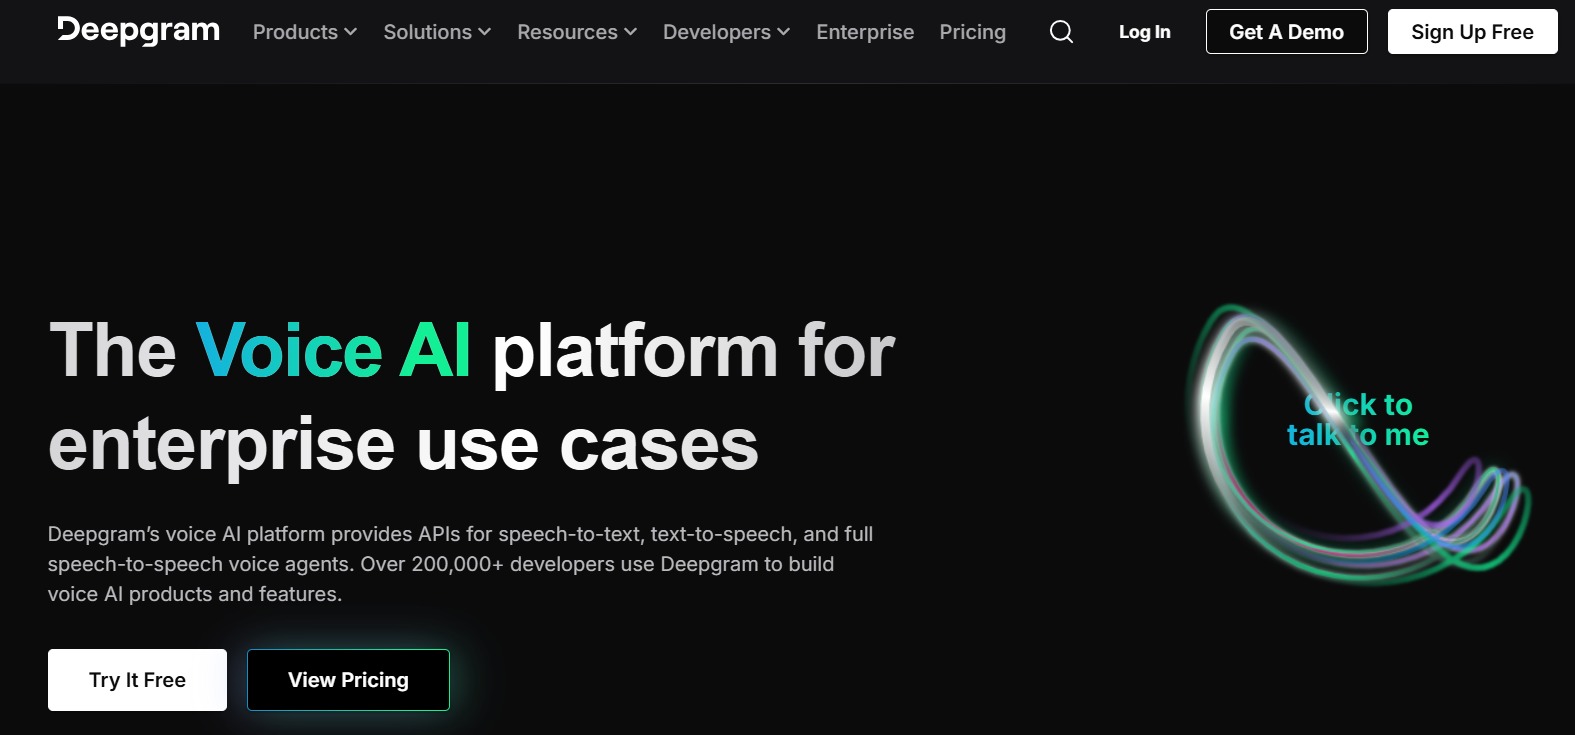 Deepgram Products Solutions Resources Developers Enterprise Pricing Log In Get A Demo Sign Up Free
The Voice AI platform for
enterprise use cases
Click to
talk to me
Deepgram’s voice AI platform provides APIs for speech-to-text, text-to-speech, and full
speech-to-speech voice agents. Over 200,000+ developers use Deepgram to build
voice AI products and features.
Try It Free View Pricing